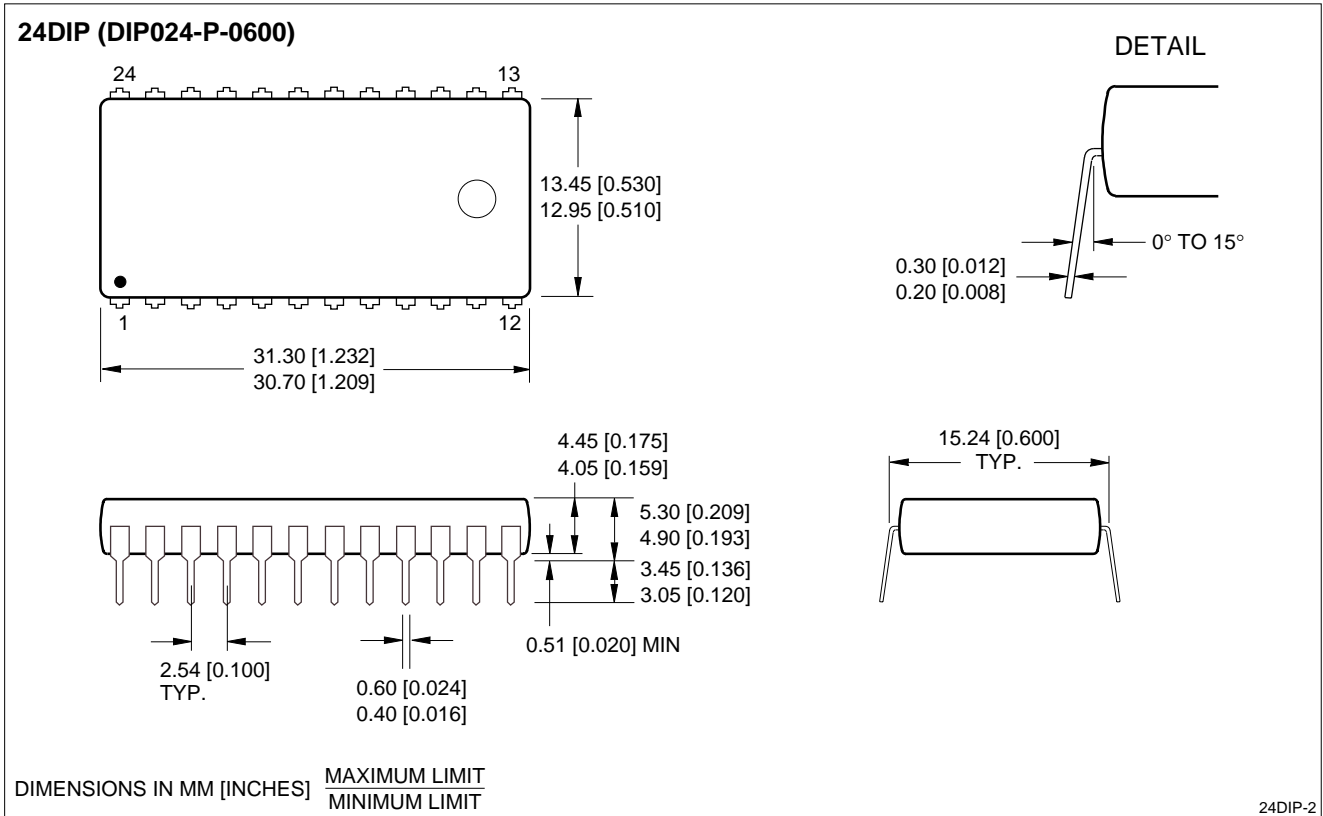 24DIP (DIP024-P-0600)
DETAIL
24
13
13.45 [0.530]
12.95 [0.510]
0° TO 15°
0.30 [0.012]
0.20 [0.008]
1
12
31.30 [1.232]
30.70 [1.209]
4.45 [0.175]
4.05 [0.159]
15.24 [0.600]
TYP.
5.30 [0.209]
4.90 [0.193]
3.45 [0.136]
3.05 [0.120]
0.51 [0.020] MIN
2.54 [0.100]
TYP.
0.60 [0.024]
0.40 [0.016]
DIMENSIONS IN MM [INCHES]
MAXIMUM LIMIT
MINIMUM LIMIT
24DIP-2